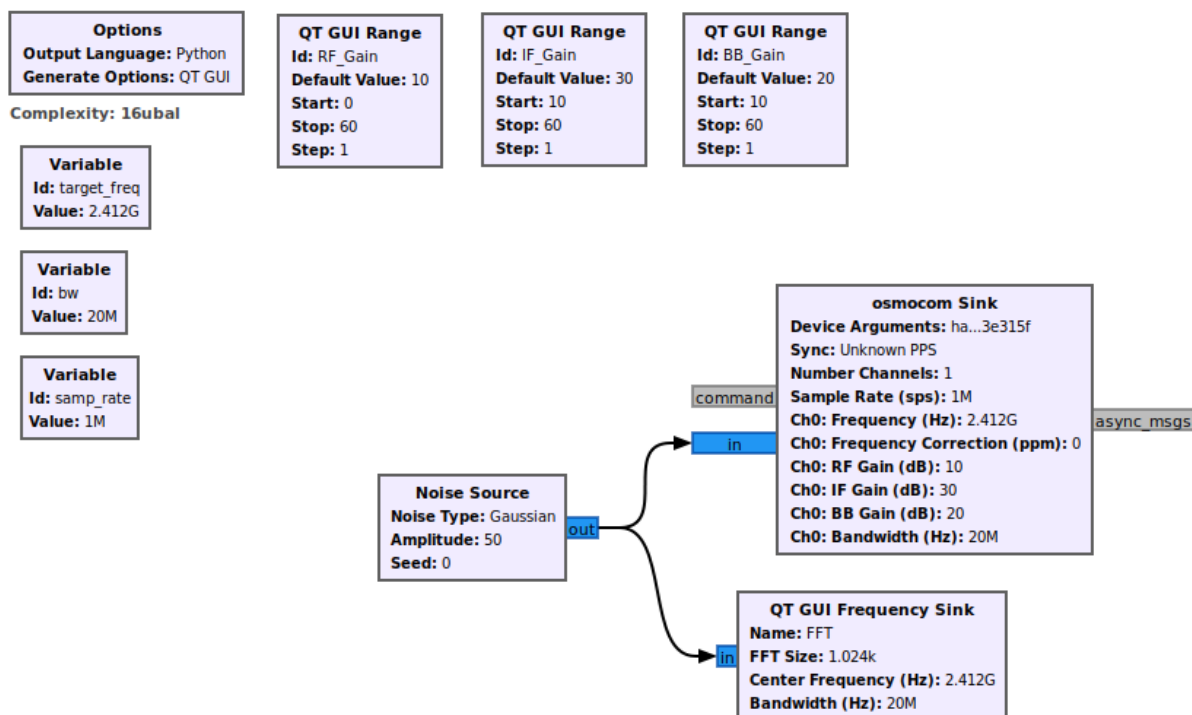 Options
Output Language: Python
Generate Options: QT GUI
Complexity: 16ubal
QT GUI Range
Id: RF_Gain
Default Value: 10
Start: 0
Stop: 60
Step: 1
QT GUI Range
Id: IF_Gain
Default Value: 30
Start: 10
Stop: 60
Step: 1
QT GUI Range
Id: BB_Gain
Default Value: 20
Start: 10
Stop: 60
Step: 1
Variable
Id: target_freq
Value: 2.412G
Variable
Id: bw
Value: 20M
Variable
Id: samp_rate
Value: 1M
osmocom Sink
Device Arguments: ha...3e315f
Sync: Unknown PPS
Number Channels: 1
Sample Rate (sps): 1M
Ch0: Frequency (Hz): 2.412G
Ch0: Frequency Correction (ppm): 0
Ch0: RF Gain (dB): 10
Ch0: IF Gain (dB): 30
Ch0: BB Gain (dB): 20
Ch0: Bandwidth (Hz): 20M
command
in
async_msgs
Noise Source
Noise Type: Gaussian
Amplitude: 50
Seed: 0
out
in
QT GUI Frequency Sink
Name: FFT
FFT Size: 1.024k
Center Frequency (Hz): 2.412G
Bandwidth (Hz): 20M